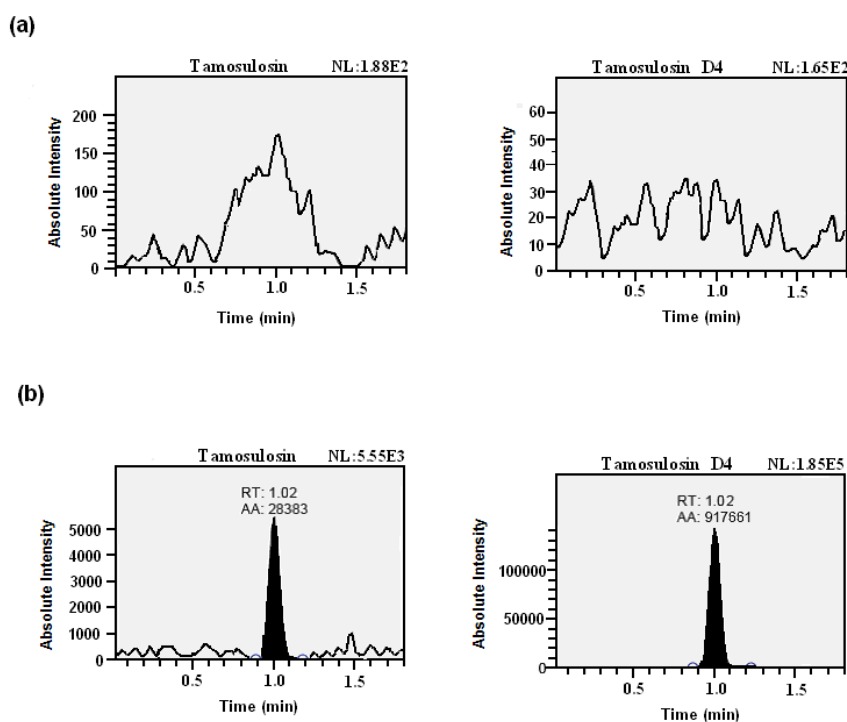 (a)
Tamosulosin NL:1.88E2
Absolute Intensity
200
150
100
50
0
0.5 1.0 1.5
Time (min)
Tamosulosin D4 NL:1.65E2
Absolute Intensity
60
50
40
30
20
10
0
0.5 1.0 1.5
Time (min)
(b)
Tamosulosin NL:5.55E3
RT: 1.02
AA: 28383
Absolute Intensity
5000
4000
3000
2000
1000
0
0.5 1.0 1.5
Time (min)
Tamosulosin D4 NL:1.85E5
RT: 1.02
AA: 917661
Absolute Intensity
100000
50000
0
0.5 1.0 1.5
Time (min)